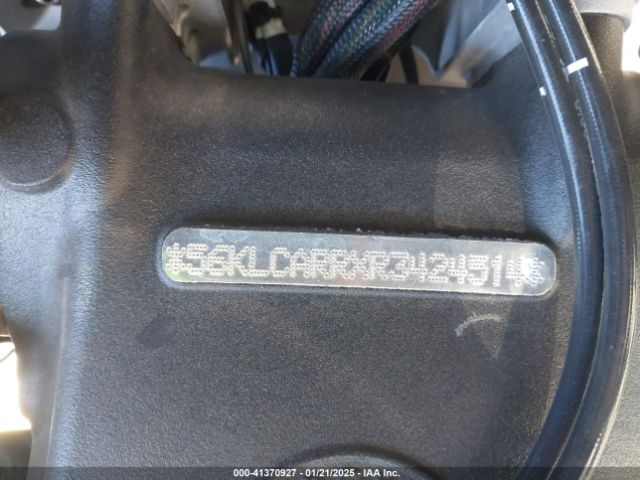 *56KLCARRXR3424514*
000-41370927 - 01/21/2025 - IAA Inc.